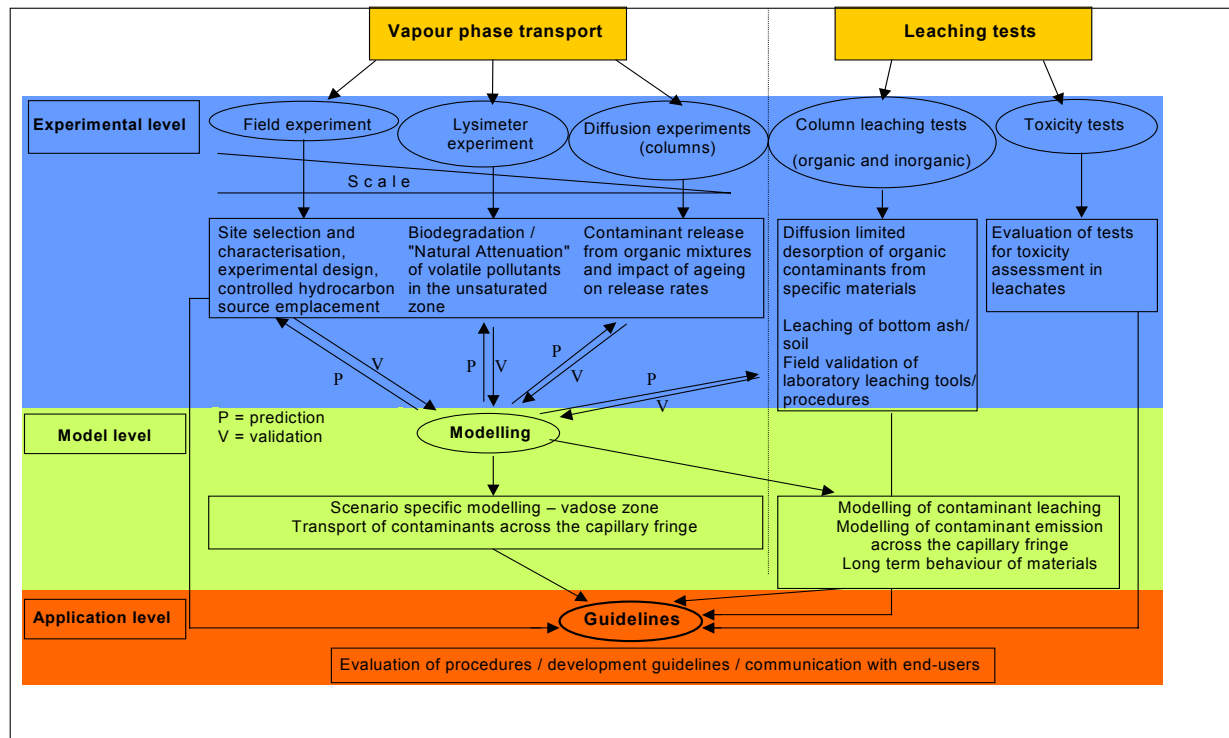 Vapour phase transport
Leaching tests
Experimental level
Field experiment
Lysimeter
experiment
Diffusion experiments
(columns)
Column leaching tests
(organic and inorganic)
Toxicity tests
S c a l e
Site selection and
characterisation,
experimental design,
controlled hydrocarbon
source emplacement
Biodegradation /
"Natural Attenuation"
of volatile pollutants
in the unsaturated
zone
Contaminant release
from organic mixtures
and impact of ageing
on release rates
Diffusion limited
desorption of organic
contaminants from
specific materials
Leaching of bottom ash/
soil
Field validation of
laboratory leaching tools/
procedures
Evaluation of tests
for toxicity
assessment in
leachates
P
V
P
V
P
V
P
V
Model level
P = prediction
V = validation
Modelling
Scenario specific modelling – vadose zone
Transport of contaminants across the capillary fringe
Modelling of contaminant leaching
Modelling of contaminant emission
across the capillary fringe
Long term behaviour of materials
Application level
Guidelines
Evaluation of procedures / development guidelines / communication with end-users